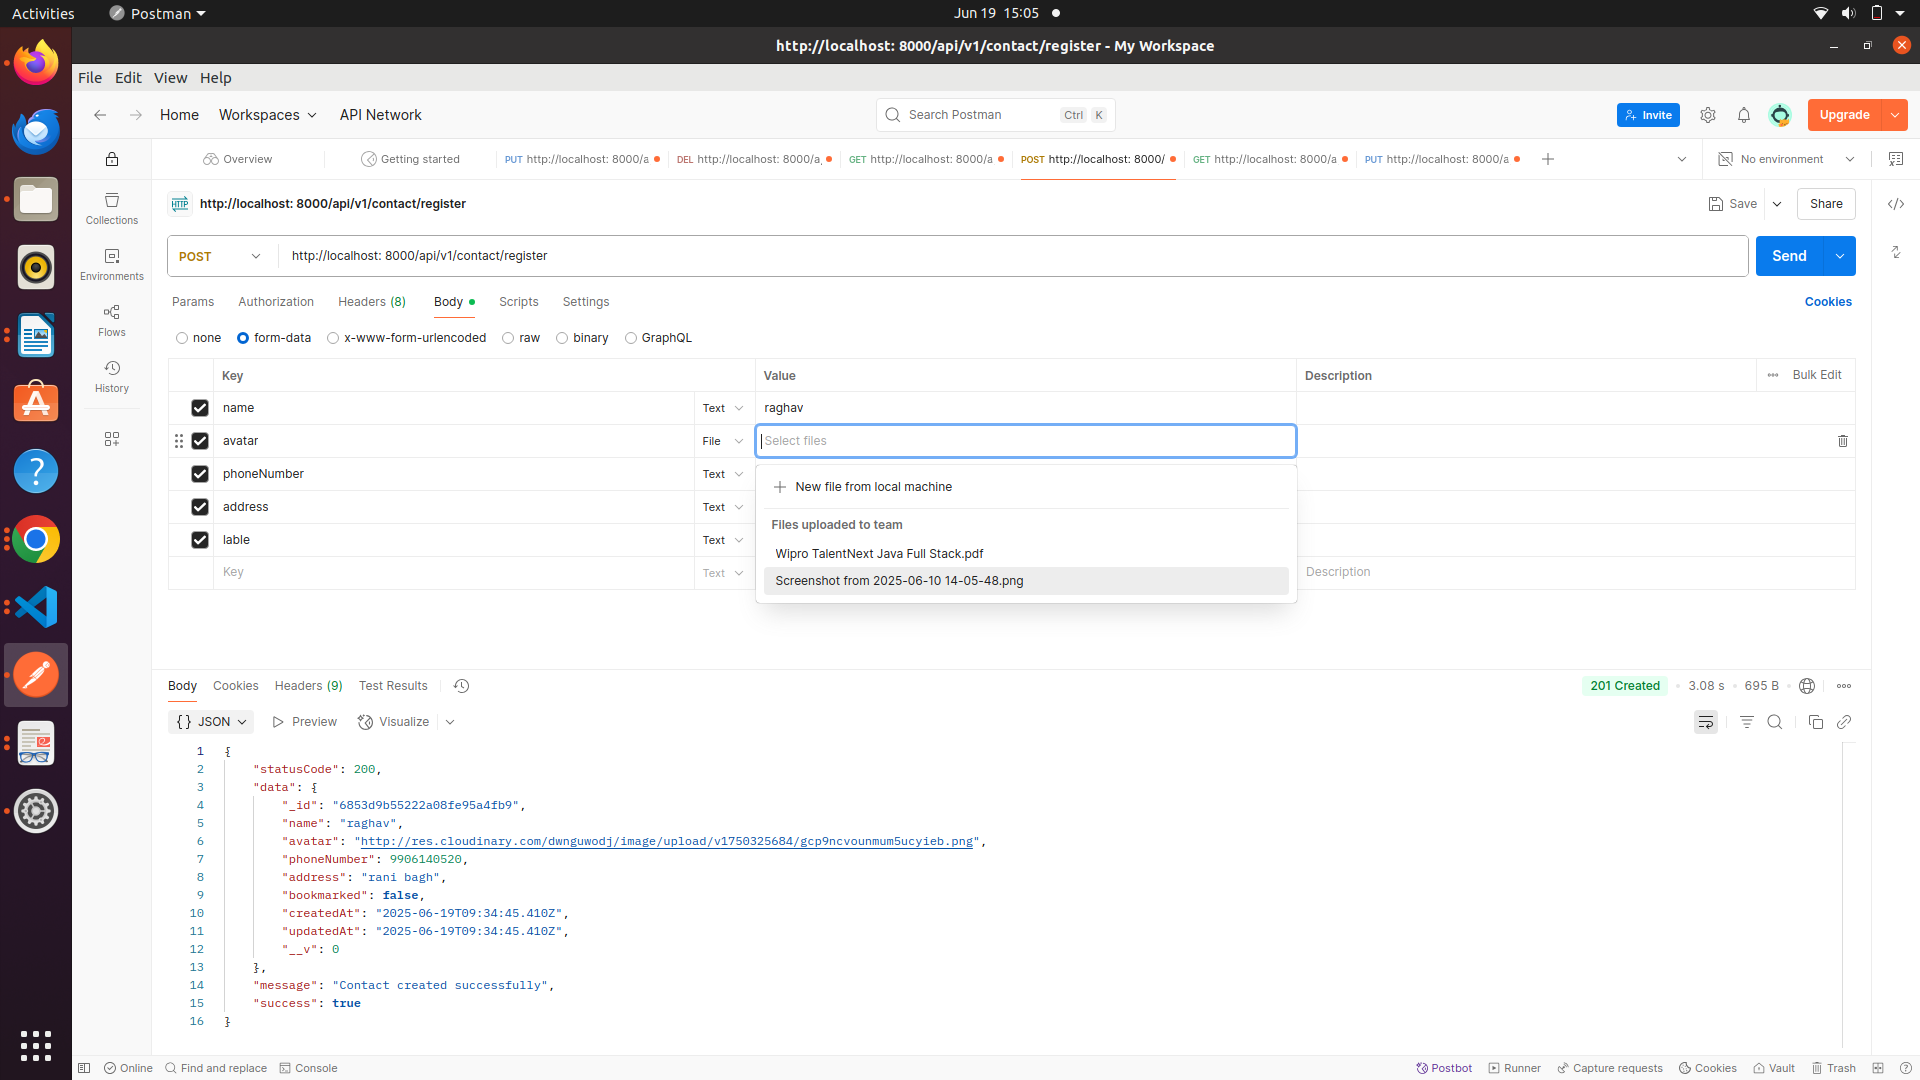 Activities
Postman
Jun 19 15:05
http://localhost: 8000/api/v1/contact/register - My Workspace
File Edit View Help
Home Workspaces API Network
Search Postman Ctrl K
Invite
Upgrade
Overview
Getting started
PUT http://localhost: 8000/a
DEL http://localhost: 8000/a,
GET http://localhost: 8000/a
POST http://localhost: 8000/
GET http://localhost: 8000/a
PUT http://localhost: 8000/a
No environment
Collections
Environments
Flows
History
HTTP http://localhost: 8000/api/v1/contact/register
Save
Share
POST http://localhost: 8000/api/v1/contact/register
Send
Params Authorization Headers (8) Body Scripts Settings
Cookies
none form-data x-www-form-urlencoded raw binary GraphQL
Key Value Description Bulk Edit
name Text raghav
avatar File Select files
phoneNumber Text
address Text
lable Text
Key Text Description
New file from local machine
Files uploaded to team
Wipro TalentNext Java Full Stack.pdf
Screenshot from 2025-06-10 14-05-48.png
Body Cookies Headers (9) Test Results
201 Created 3.08 s 695 B
{} JSON Preview Visualize
1 {
2 "statusCode": 200,
3 "data": {
4 "_id": "6853d9b55222a08fe95a4fb9",
5 "name": "raghav",
6 "avatar": "http://res.cloudinary.com/dwnguwodj/image/upload/v1750325684/gcp9ncvounmum5ucyieb.png",
7 "phoneNumber": 9906140520,
8 "address": "rani bagh",
9 "bookmarked": false,
10 "createdAt": "2025-06-19T09:34:45.410Z",
11 "updatedAt": "2025-06-19T09:34:45.410Z",
12 "__v": 0
13 },
14 "message": "Contact created successfully",
15 "success": true
16 }
Online Find and replace Console
Postbot Runner Capture requests Cookies Vault Trash